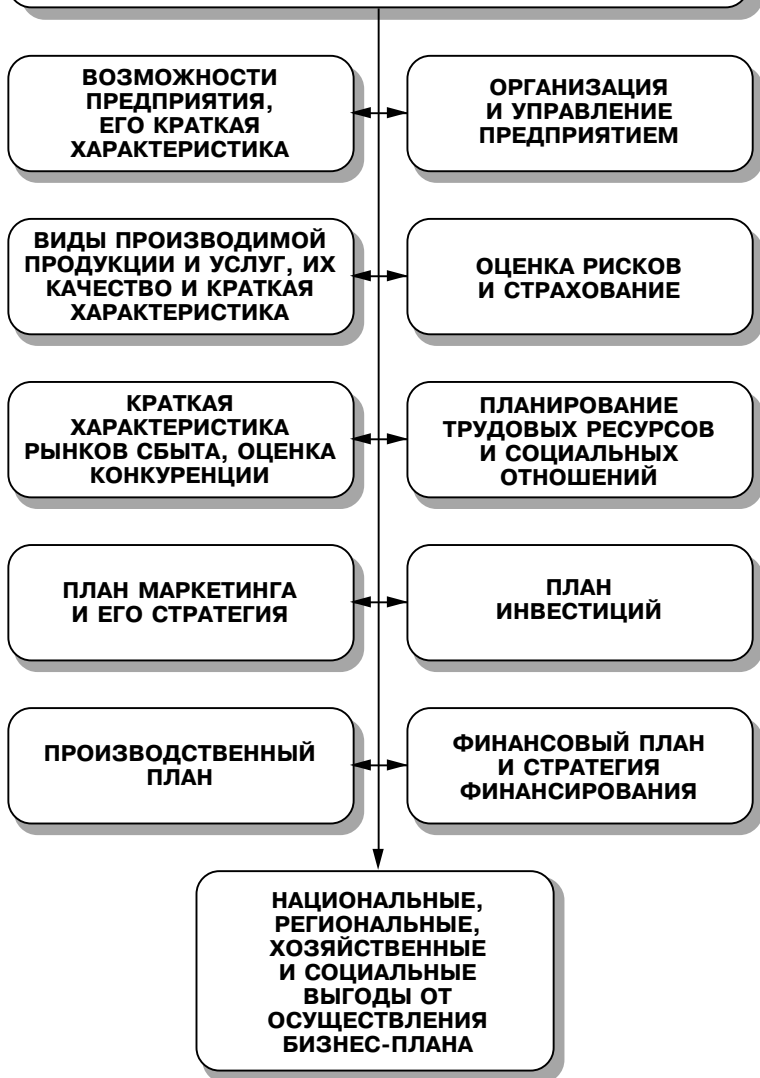 ВОЗМОЖНОСТИ
ПРЕДПРИЯТИЯ,
ЕГО КРАТКАЯ
ХАРАКТЕРИСТИКА
ОРГАНИЗАЦИЯ
И УПРАВЛЕНИЕ
ПРЕДПРИЯТИЕМ
ВИДЫ ПРОИЗВОДИМОЙ
ПРОДУКЦИИ И УСЛУГ, ИХ
КАЧЕСТВО И КРАТКАЯ
ХАРАКТЕРИСТИКА
ОЦЕНКА РИСКОВ
И СТРАХОВАНИЕ
КРАТКАЯ
ХАРАКТЕРИСТИКА
РЫНКОВ СБЫТА, ОЦЕНКА
КОНКУРЕНЦИИ
ПЛАНИРОВАНИЕ
ТРУДОВЫХ РЕСУРСОВ
И СОЦИАЛЬНЫХ
ОТНОШЕНИЙ
ПЛАН МАРКЕТИНГА
И ЕГО СТРАТЕГИЯ
ПЛАН
ИНВЕСТИЦИЙ
ПРОИЗВОДСТВЕННЫЙ
ПЛАН
ФИНАНСОВЫЙ ПЛАН
И СТРАТЕГИЯ
ФИНАНСИРОВАНИЯ
НАЦИОНАЛЬНЫЕ,
РЕГИОНАЛЬНЫЕ,
ХОЗЯЙСТВЕННЫЕ
И СОЦИАЛЬНЫЕ
ВЫГОДЫ ОТ
ОСУЩЕСТВЛЕНИЯ
БИЗНЕС-ПЛАНА